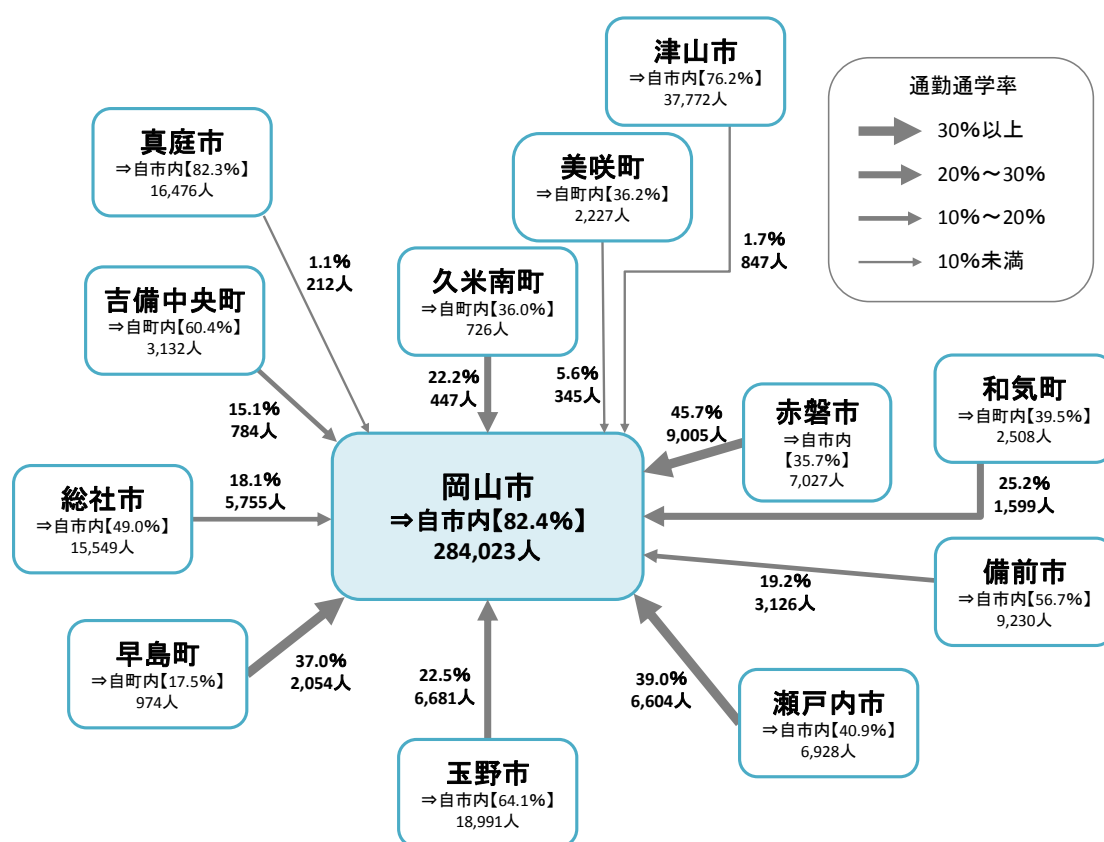 津山市
⇒自市内【76.2%】
37,772人
通勤通学率
30%以上
20%～30%
10%～20%
10%未満
真庭市
⇒自市内【82.3%】
16,476人
美咲町
⇒自町内【36.2%】
2,227人
1.1%
212人
1.7%
847人
久米南町
⇒自町内【36.0%】
726人
吉備中央町
⇒自町内【60.4%】
3,132人
22.2%
447人
5.6%
345人
15.1%
784人
45.7%
9,005人
赤磐市
⇒自市内
【35.7%】
7,027人
和気町
⇒自町内【39.5%】
2,508人
25.2%
1,599人
総社市
⇒自市内【49.0%】
15,549人
18.1%
5,755人
岡山市
⇒自市内【82.4%】
284,023人
19.2%
3,126人
備前市
⇒自市内【56.7%】
9,230人
早島町
⇒自町内【17.5%】
974人
37.0%
2,054人
22.5%
6,681人
39.0%
6,604人
瀬戸内市
⇒自市内【40.9%】
6,928人
玉野市
⇒自市内【64.1%】
18,991人